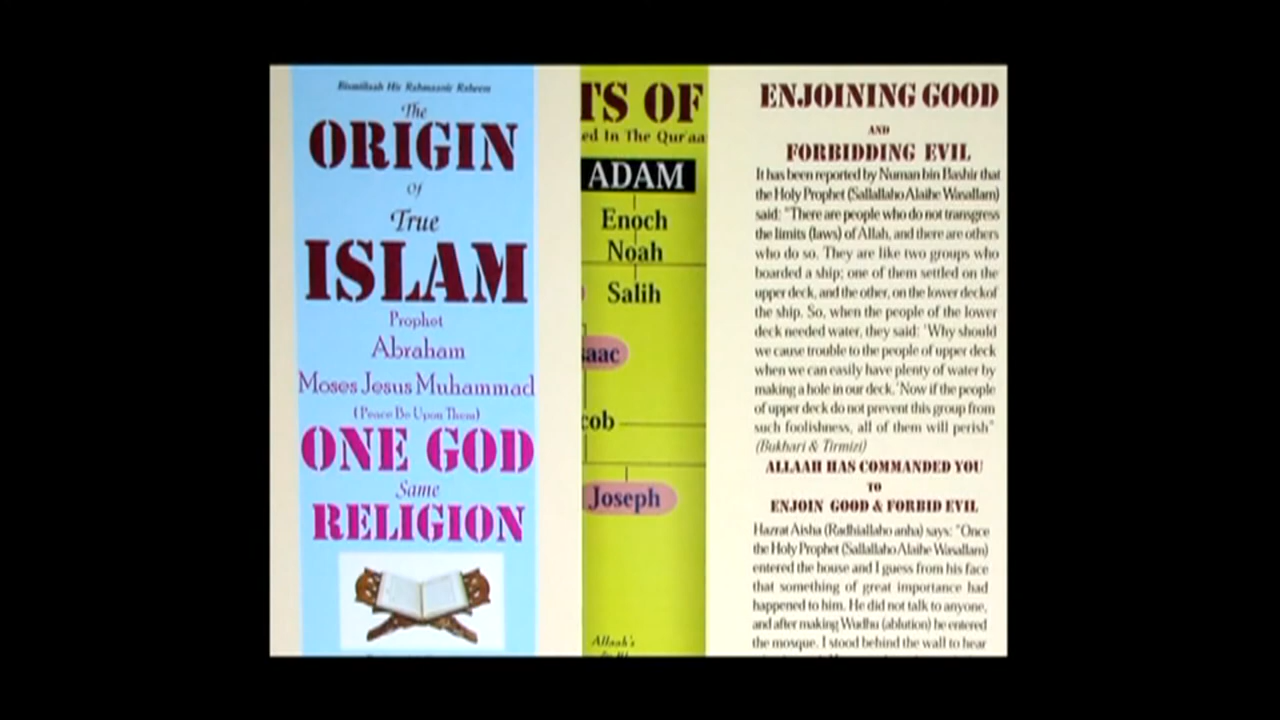 Bismillaah Hir Rahmaanir Raheem
The
ORIGIN
Of
True
ISLAM
Prophet
Abraham
Moses Jesus Muhammad
(Peace Be Upon Them)
ONE GOD
Same
RELIGION
TS OF
ed In The Qur'aa
ADAM
Enoch
Noah
Salih
saac
cob
Joseph
Allaah's
ENJOINING GOOD
AND
FORBIDDING EVIL
It has been reported by Numan bin Bashir that
the Holy Prophet (Sallallaho Alaihe Wasallam)
said: "There are people who do not transgress
the limits (laws) of Allah, and there are others
who do so. They are like two groups who
boarded a ship; one of them settled on the
upper deck, and the other, on the lower deckof
the ship. So, when the people of the lower
deck needed water, they said: 'Why should
we cause trouble to the people of upper deck
when we can easily have plenty of water by
making a hole in our deck.'Now if the people
of upper deck do not prevent this group from
such foolishness, all of them will perish"
(Bukhari & Tirmizi)
ALLAAH HAS COMMANDED YOU
TO
ENJOIN GOOD & FORBID EVIL
Hazrat Aisha (Radhiallaho anha) says: "Once
the Holy Prophet (Sallallaho Alaihe Wasallam)
entered the house and I guess from his face
that something of great importance had
happened to him. He did not talk to anyone,
and after making Wudhu (ablution) he entered
the mosque. I stood behind the wall to hear